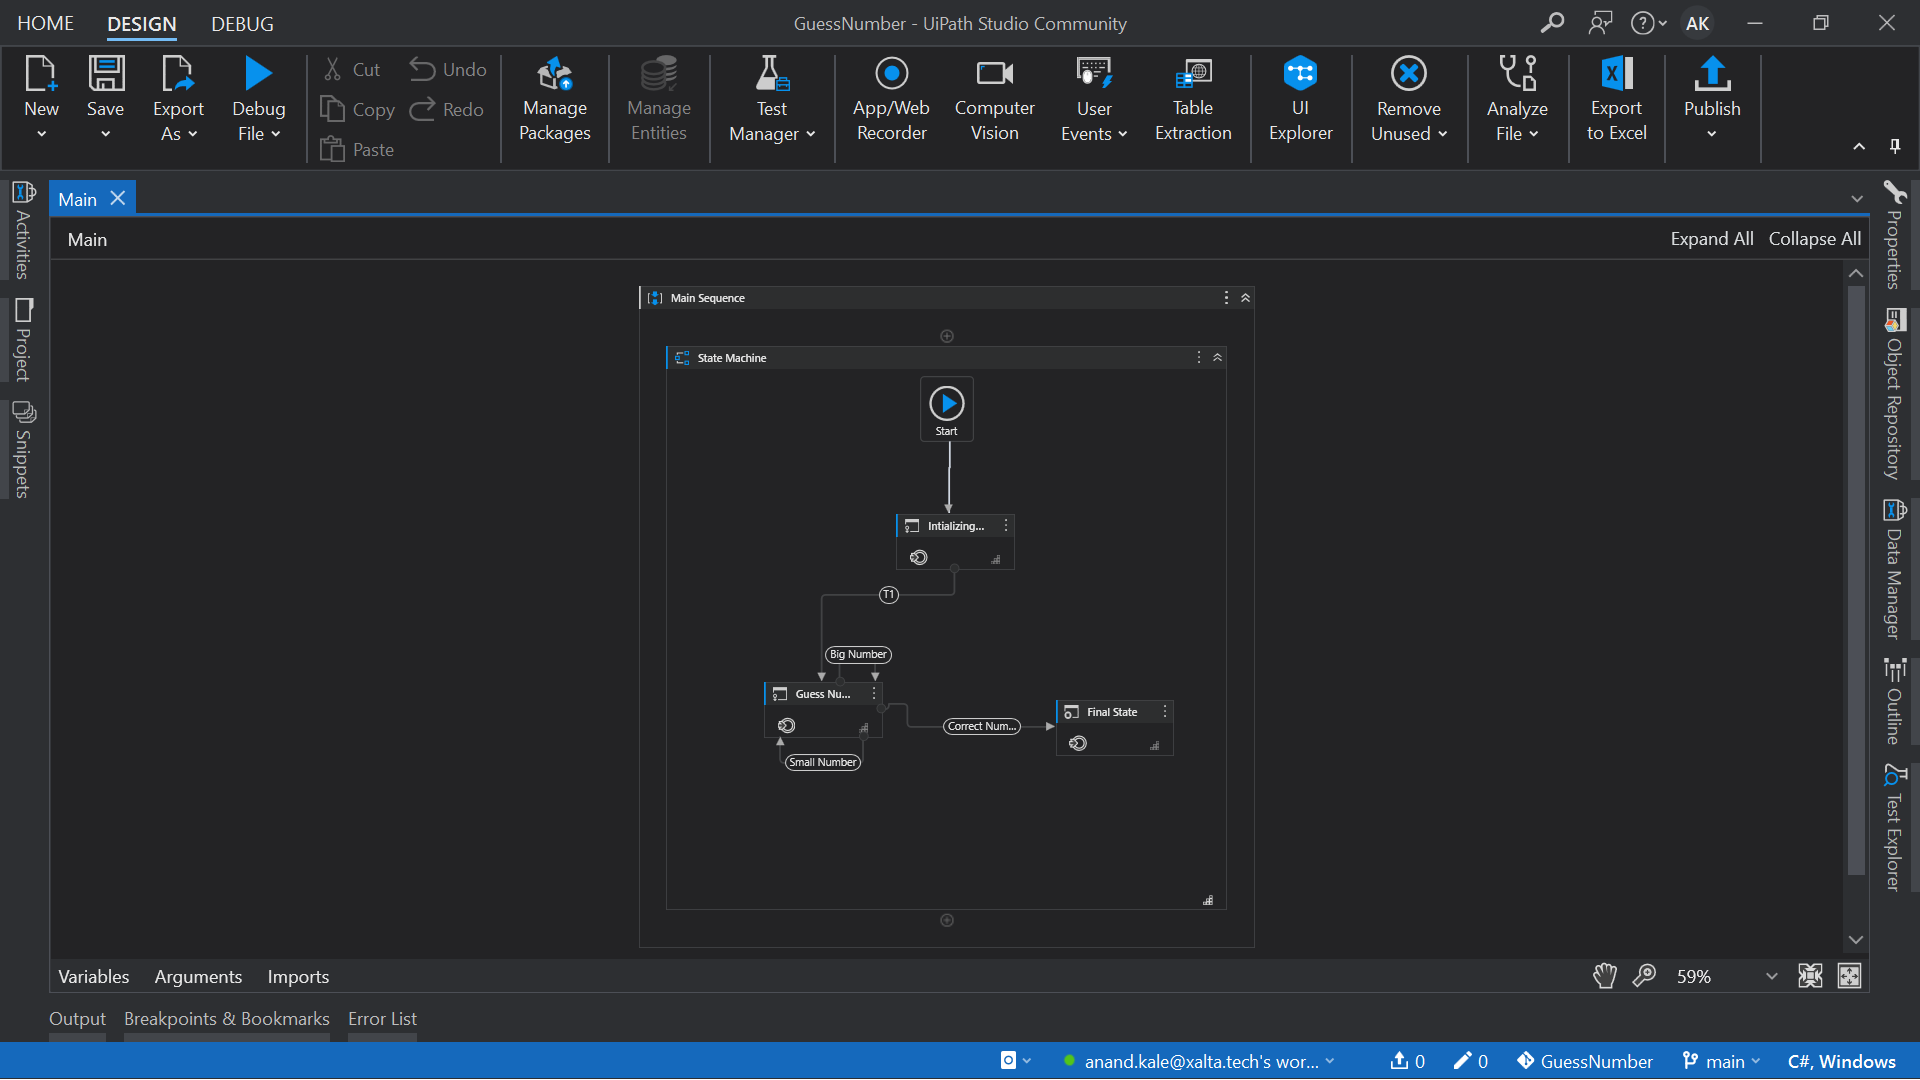 HOME DESIGN DEBUG
GuessNumber - UiPath Studio Community
AK
New
Save
Export
As
Debug
File
Cut
Copy
Paste
Undo
Redo
Manage
Packages
Manage
Entities
Test
Manager
App/Web
Recorder
Computer
Vision
User
Events
Table
Extraction
UI
Explorer
Remove
Unused
Analyze
File
Export
to Excel
Publish
Main
Main
Expand All Collapse All
Activities
Project
Snippets
Main Sequence
State Machine
Start
Intializing...
T1
Big Number
Guess Nu...
Correct Num...
Final State
Small Number
Properties
Object Repository
Data Manager
Outline
Test Explorer
Variables Arguments Imports
59%
Output Breakpoints & Bookmarks Error List
anand.kale@xalta.tech's wor...
0
0
GuessNumber
main
C#, Windows